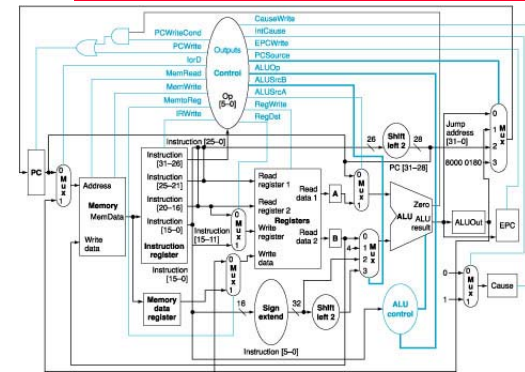 CauseWrite
IntCause
EPCWrite
PCSource
ALUOp
ALUSrcB
ALUSrcA
RegWrite
RegDst
PCWriteCond
PCWrite
IorD
MemRead
MemWrite
MemtoReg
IRWrite
Outputs
Control
Op
[5–0]
Instruction [25–0]
26
Shift
left 2
28
Jump
address
[31–0]
PC [31–28]
8000 0180
0
1
2
3
M
u
x
PC
0
M
u
x
1
Address
Memory
MemData
Write
data
Instruction
[31–26]
Instruction
[25–21]
Instruction
[20–16]
Instruction
[15–0]
Instruction
register
Instruction
[15–0]
Memory
data
register
Instruction
[15–11]
0
M
u
x
1
0
M
u
x
1
Read
register 1
Read
register 2
Registers
Write
register
Write
data
Read
data 1
Read
data 2
A
B
4
0
M
u
x
1
0
1
M
u
2
x
3
Zero
ALU
ALU
result
ALUOut
EPC
0
1
M
u
x
1
Cause
16
Sign
extend
32
Shift
left 2
ALU
control
Instruction [5–0]